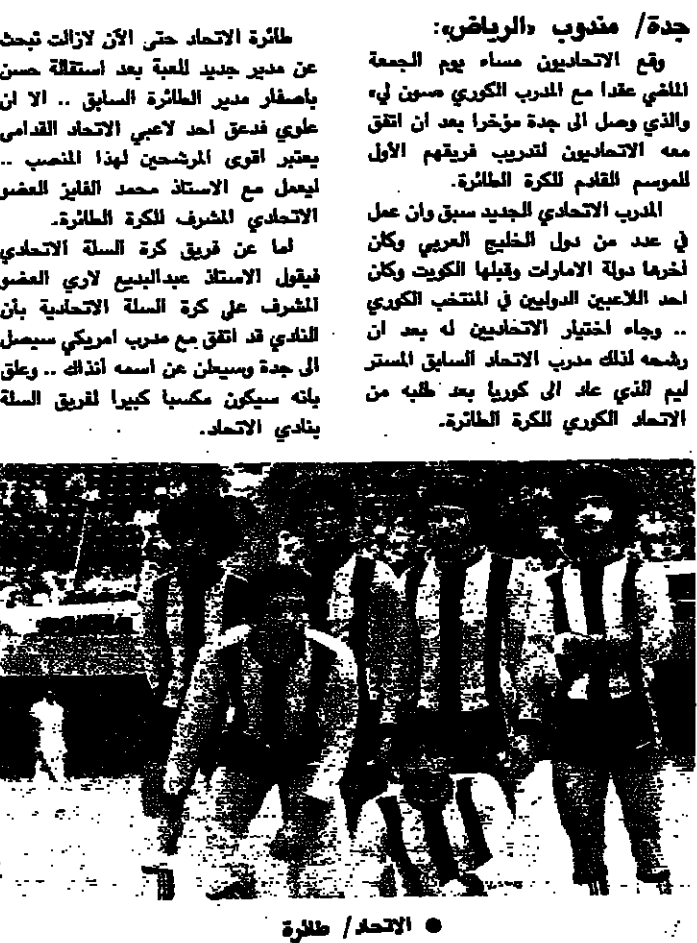 جدة/ مندوب «الرياض»:
وقع الاتحاديون مساء يوم الجمعة
الماضي عقدا مع المدرب الكوري «سون لي»
والذي وصل الى جدة مؤخرا بعد ان اتفق
معه الاتحاديون لتدريب فريقهم الأول
للموسم القادم للكرة الطائرة.
المدرب الاتحادي الجديد سبق وان عمل
في عدد من دول الخليج العربي وكان
آخرها دولة الامارات وقبلها الكويت وكان
احد اللاعبين الدوليين في المنتخب الكوري
.. وجاء اختيار الاتحاديين له بعد ان
رشحه لذلك مدرب الاتحاد السابق المستر
ليم الذي عاد الى كوريا بعد طلبه من
الاتحاد الكوري للكرة الطائرة.
طائرة الاتحاد حتى الآن لازالت تبحث
عن مدير جديد للعبة بعد استقالة حسن
باصفار مدير الطائرة السابق .. الا ان
علوي فدعق احد لاعبي الاتحاد القدامى
يعتبر اقوى المرشحين لهذا المنصب ..
ليعمل مع الاستاذ محمد الفايز العضو
الاتحادي المشرف للكرة الطائرة.
اما عن فريق كرة السلة الاتحادي
فيقول الاستاذ عبدالبديع لاري العضو
المشرف على كرة السلة الاتحادية بأن
النادي قد اتفق مع مدرب امريكي سيصل
الى جدة وسيعلن عن اسمه آنذاك .. وعلق
بانه سيكون مكسبا كبيرا لفريق السلة
بنادي الاتحاد.
● الاتحاد/ طائرة